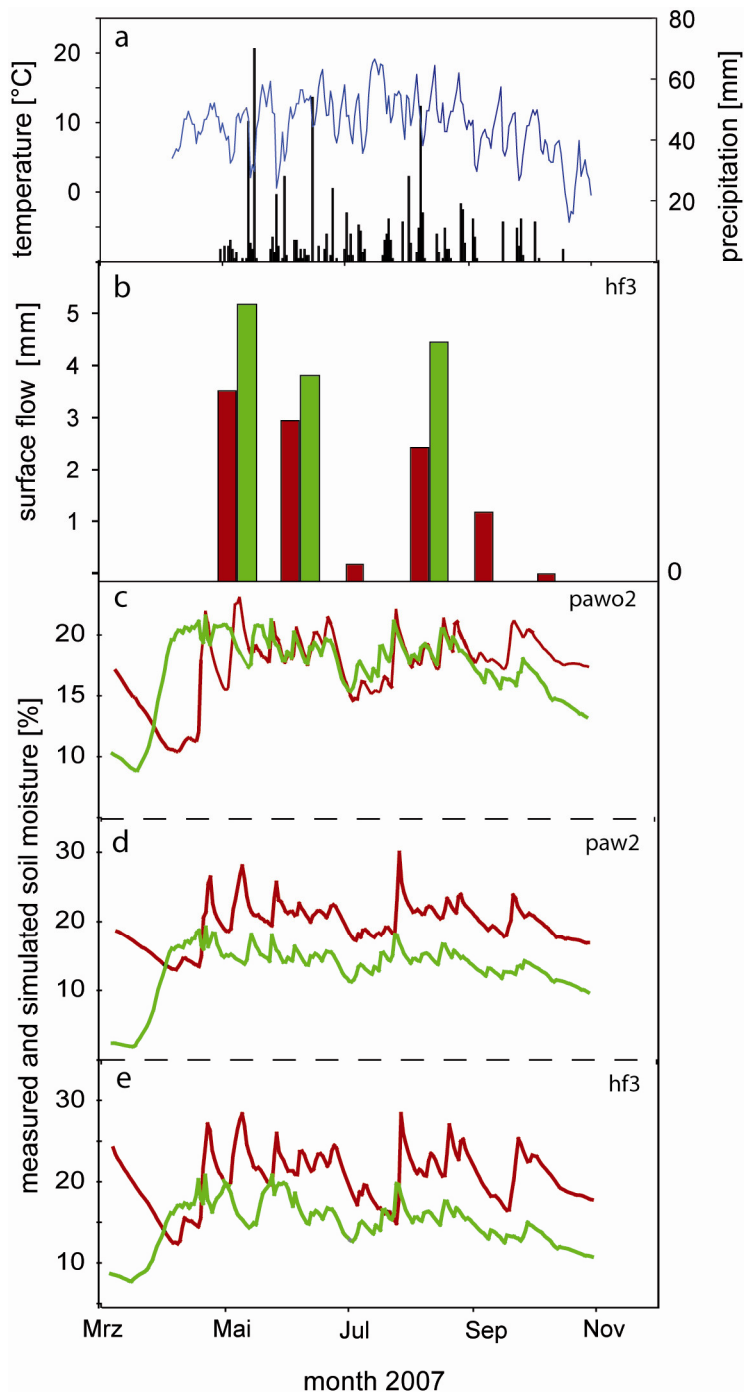 a
temperature [°C]
20
10
0
precipitation [mm]
80
60
40
20
b
hf3
surface flow [mm]
5
4
3
2
1
0
c
pawo2
measured and simulated soil moisture [%]
20
15
10
d
paw2
30
20
10
e
hf3
30
20
10
Mrz Mai Jul Sep Nov
month 2007